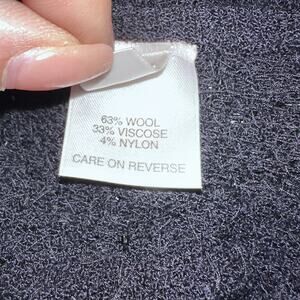 63% WOOL
33% VISCOSE
4% NYLON
CARE ON REVERSE